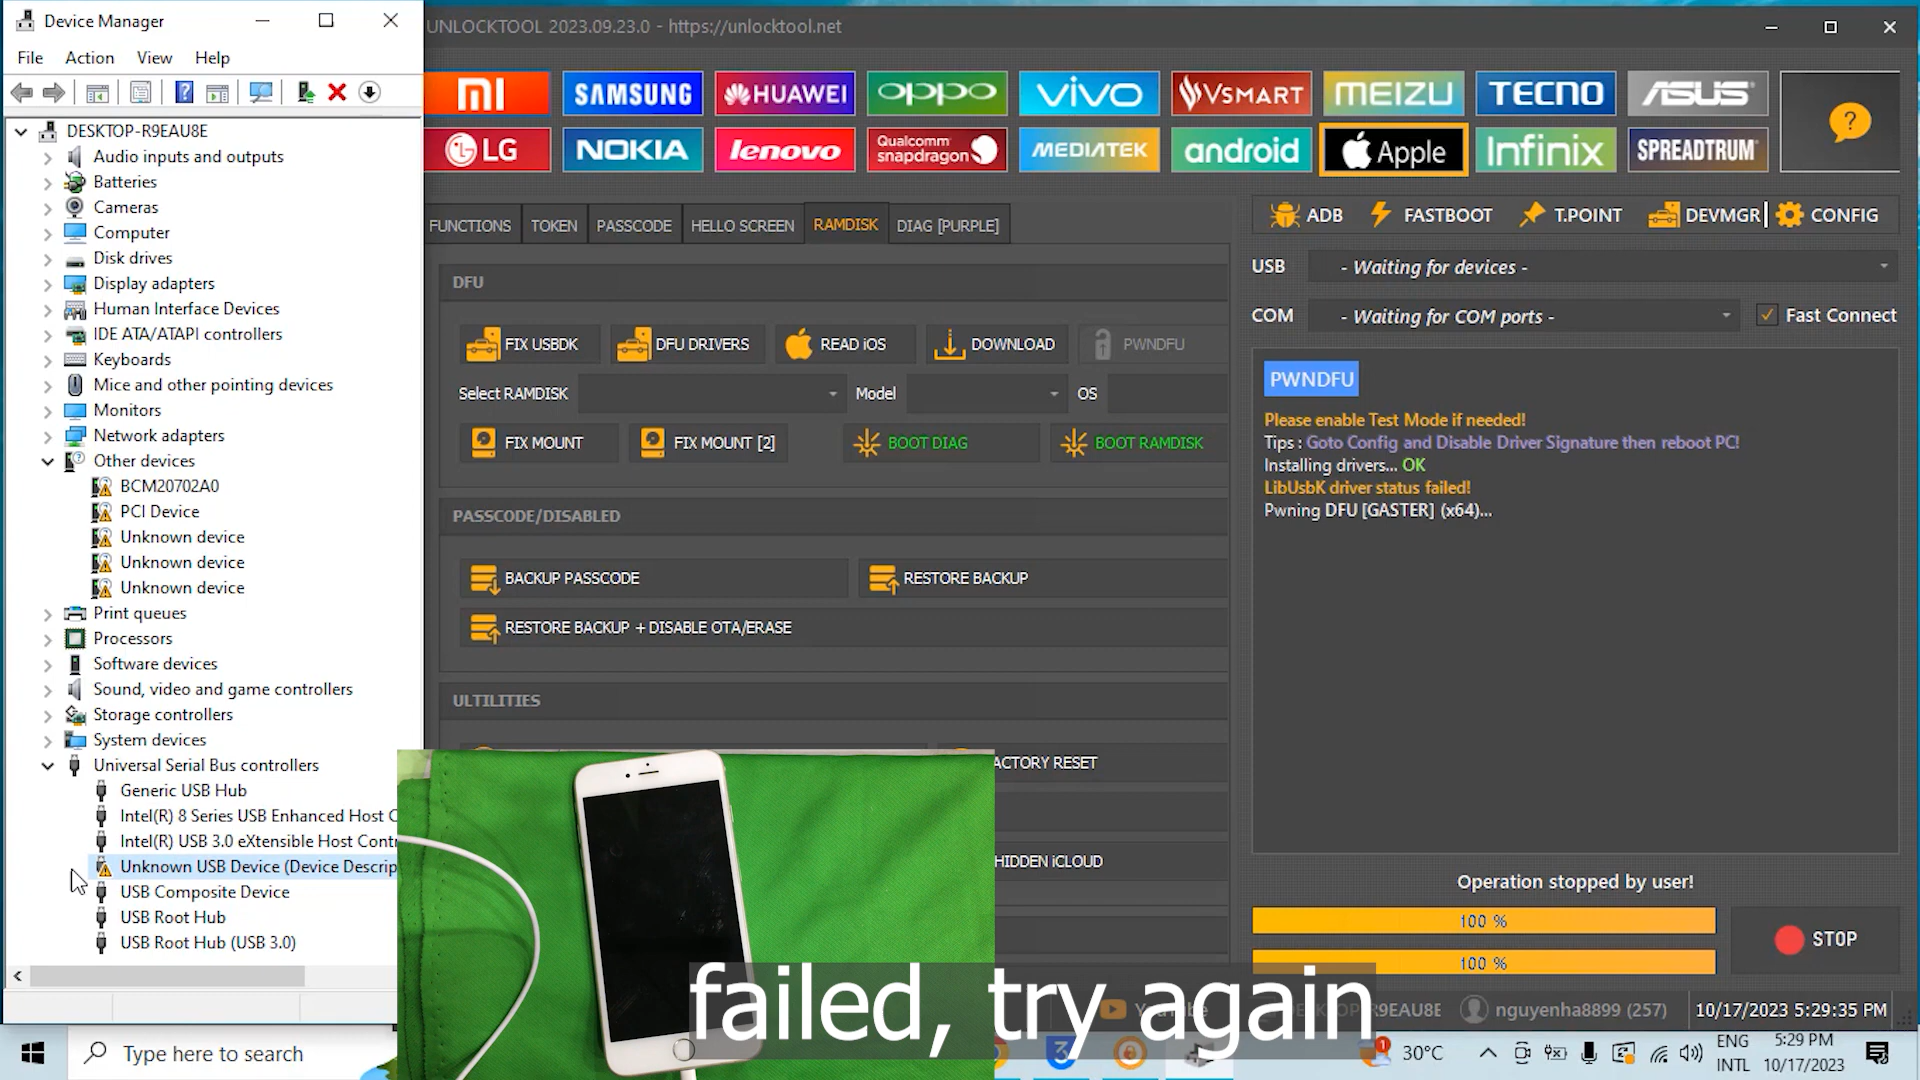 Device Manager
File Action View Help
DESKTOP-R9EAU8E
Audio inputs and outputs
Batteries
Cameras
Computer
Disk drives
Display adapters
Human Interface Devices
IDE ATA/ATAPI controllers
Keyboards
Mice and other pointing devices
Monitors
Network adapters
Other devices
BCM20702A0
PCI Device
Unknown device
Unknown device
Unknown device
Print queues
Processors
Software devices
Sound, video and game controllers
Storage controllers
System devices
Universal Serial Bus controllers
Generic USB Hub
Intel(R) 8 Series USB Enhanced Host C
Intel(R) USB 3.0 eXtensible Host Contr
Unknown USB Device (Device Descrip
USB Composite Device
USB Root Hub
USB Root Hub (USB 3.0)
UNLOCKTOOL 2023.09.23.0 - https://unlocktool.net
MI SAMSUNG HUAWEI oppo vivo VSMART MEIZU TECNO ASUS
LG NOKIA lenovo Qualcomm snapdragon MEDIATEK android Apple Infinix SPREADTRUM
FUNCTIONS TOKEN PASSCODE HELLO SCREEN RAMDISK DIAG [PURPLE]
DFU
FIX USBDK DFU DRIVERS READ iOS DOWNLOAD PWNDFU
Select RAMDISK Model OS
FIX MOUNT FIX MOUNT [2] BOOT DIAG BOOT RAMDISK
PASSCODE/DISABLED
BACKUP PASSCODE RESTORE BACKUP
RESTORE BACKUP + DISABLE OTA/ERASE
ULTILITIES
ACTORY RESET
HIDDEN iCLOUD
ADB FASTBOOT T.POINT DEVMGR CONFIG
USB - Waiting for devices -
COM - Waiting for COM ports - Fast Connect
PWNDFU
Please enable Test Mode if needed!
Tips : Goto Config and Disable Driver Signature then reboot PC!
Installing drivers... OK
LibUsbK driver status failed!
Pwning DFU [GASTER] (x64)...
Operation stopped by user!
100 %
100 %
STOP
R9EAU8E nguyenha8899 (257) 10/17/2023 5:29:35 PM
failed, try again
Type here to search
30°C
ENG
INTL
5:29 PM
10/17/2023